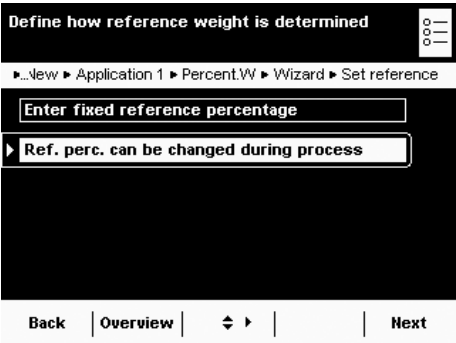 Define how reference weight is determined
...New ▸ Application 1 ▸ Percent.W ▸ Wizard ▸ Set reference
Enter fixed reference percentage
Ref. perc. can be changed during process
Back Overview Next